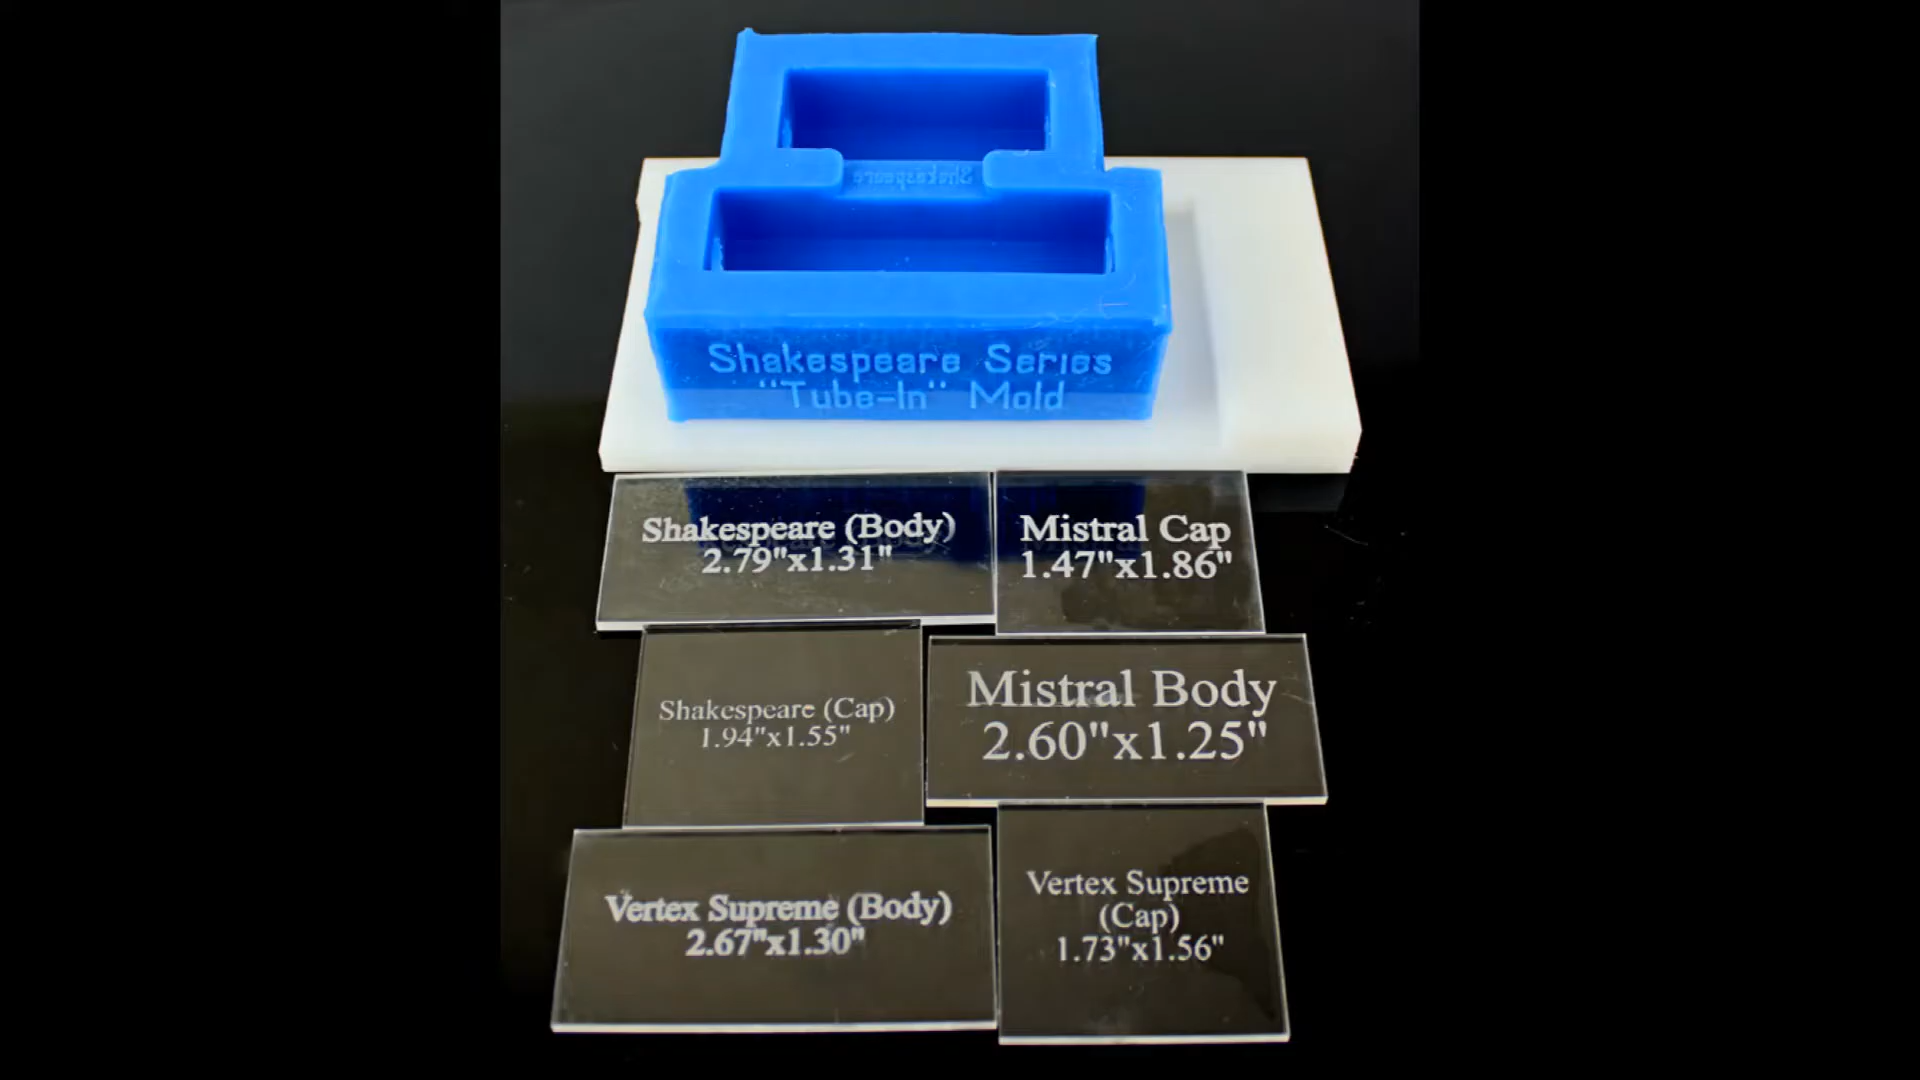 Shakespeare
Shakespeare Series
"Tube-In" Mold
Shakespeare (Body)
2.79"x1.31"
Mistral Cap
1.47"x1.86"
Shakespeare (Cap)
1.94"x1.55"
Mistral Body
2.60"x1.25"
Vertex Supreme (Body)
2.67"x1.30"
Vertex Supreme
(Cap)
1.73"x1.56"